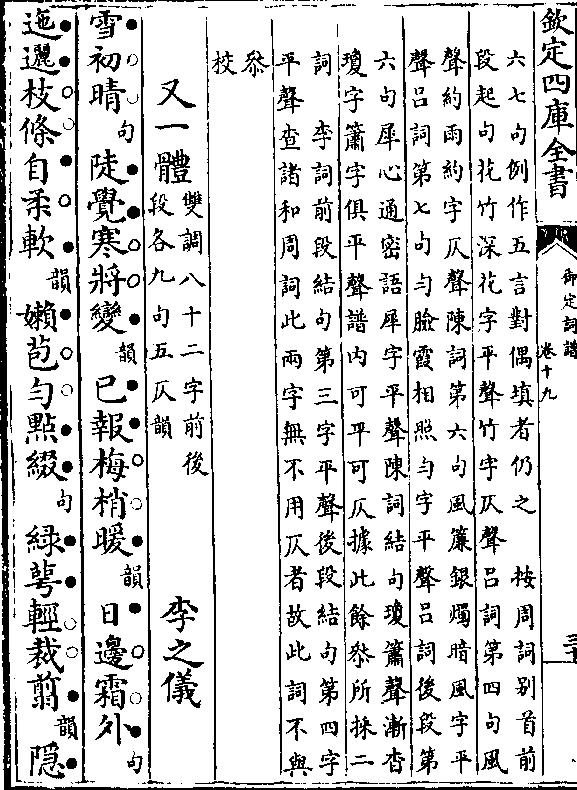 欽定四庫全書
御定詞譜
卷十九
六七句例作五言對偶填者仍之　按周詞别首前
段起句花竹深花字平聲竹字仄聲吕詞第四句風
聲約雨約字仄聲陳詞第六句風簾銀燭暗風字平
聲吕詞第七句勻臉霞相照勻字平聲吕詞後段第
六句犀心通密語犀字平聲陳詞結句瓊簫聲漸杳
瓊字簫字俱平聲譜内可平可仄據此餘叅所採二
詞　李詞前段結句第三字平聲後段結句第四字
平聲查諸和周詞此兩字無不用仄者故此詞不與
叅
校
又一體　雙調八十二字前後段各九句五仄韻　李之儀
雪初晴句陡覺寒將變韻已報梅梢暖韻日邊霜外句
迤邐枝條自柔軟韻嫩苞勻點綴句緑萼輕裁翦韻隠